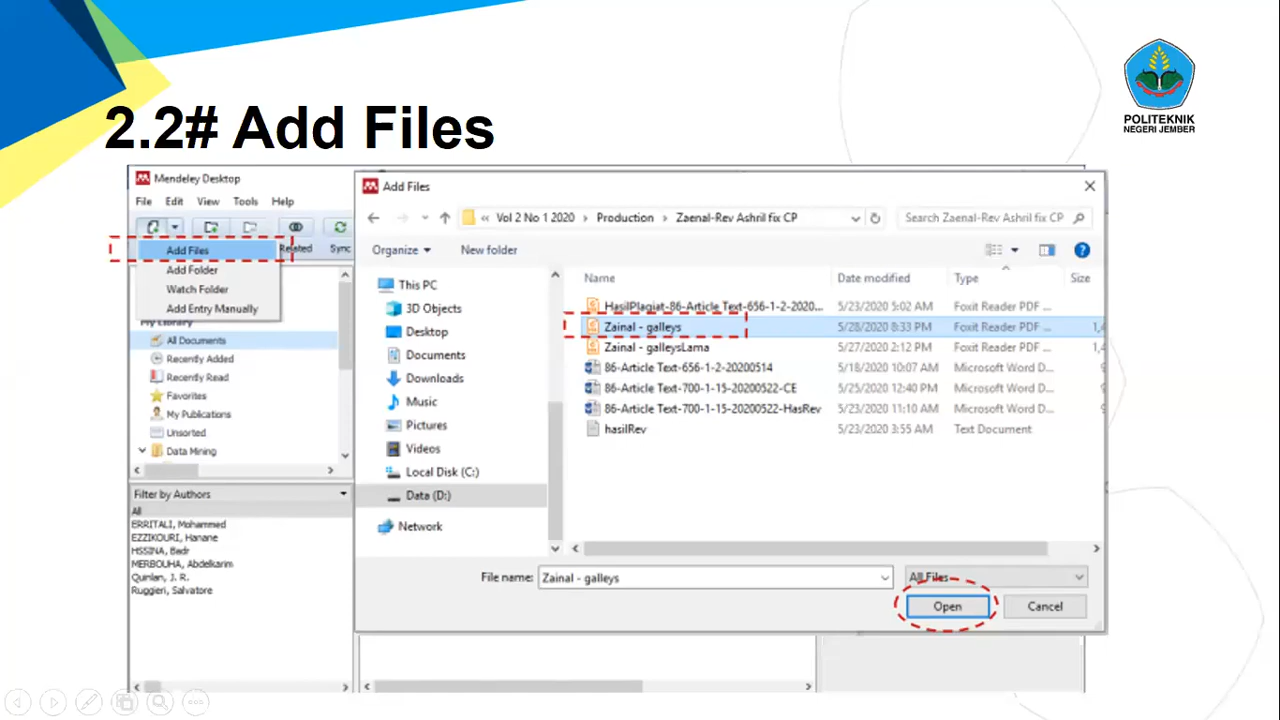 POLITEKNIK
NEGERI JEMBER
2.2# Add Files
Mendeley Desktop
File Edit View Tools Help
Related Sync
Add Files
Add Folder
Watch Folder
Add Entry Manually
My Library
All Documents
Recently Added
Recently Read
Favorites
My Publications
Unsorted
Data Mining
Filter by Authors
All
ERRITALI, Mohammed
EZZIKOURI, Hanane
HSSINA, Badr
MERBOUHA, Abdelkarim
Quinlan, J. R.
Ruggieri, Salvatore
Add Files
« Vol 2 No 1 2020 > Production > Zaenal-Rev Ashril fix CP
Search Zaenal-Rev Ashril fix CP
Organize New folder
This PC
3D Objects
Desktop
Documents
Downloads
Music
Pictures
Videos
Local Disk (C:)
Data (D:)
Network
Name Date modified Type Size
HasilPlagiat-86-Article Text-656-1-2-2020... 5/23/2020 5:02 AM Foxit Reader PDF ...
Zainal - galleys 5/28/2020 8:33 PM Foxit Reader PDF ... 1,4
Zainal - galleysLama 5/27/2020 2:12 PM Foxit Reader PDF ... 1,4
86-Article Text-656-1-2-20200514 5/18/2020 10:07 AM Microsoft Word D...
86-Article Text-700-1-15-20200522-CE 5/25/2020 12:40 PM Microsoft Word D...
86-Article Text-700-1-15-20200522-HasRev 5/23/2020 11:10 AM Microsoft Word D...
hasilRev 5/23/2020 3:55 AM Text Document
File name: Zainal - galleys All Files
Open Cancel